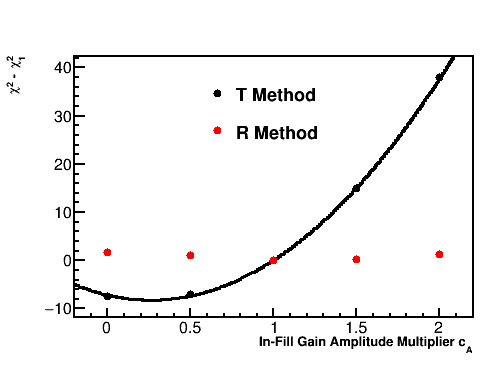 χ² - χ²₁
40
30
20
10
0
−10
T Method
R Method
0 0.5 1 1.5 2
In-Fill Gain Amplitude Multiplier c_A